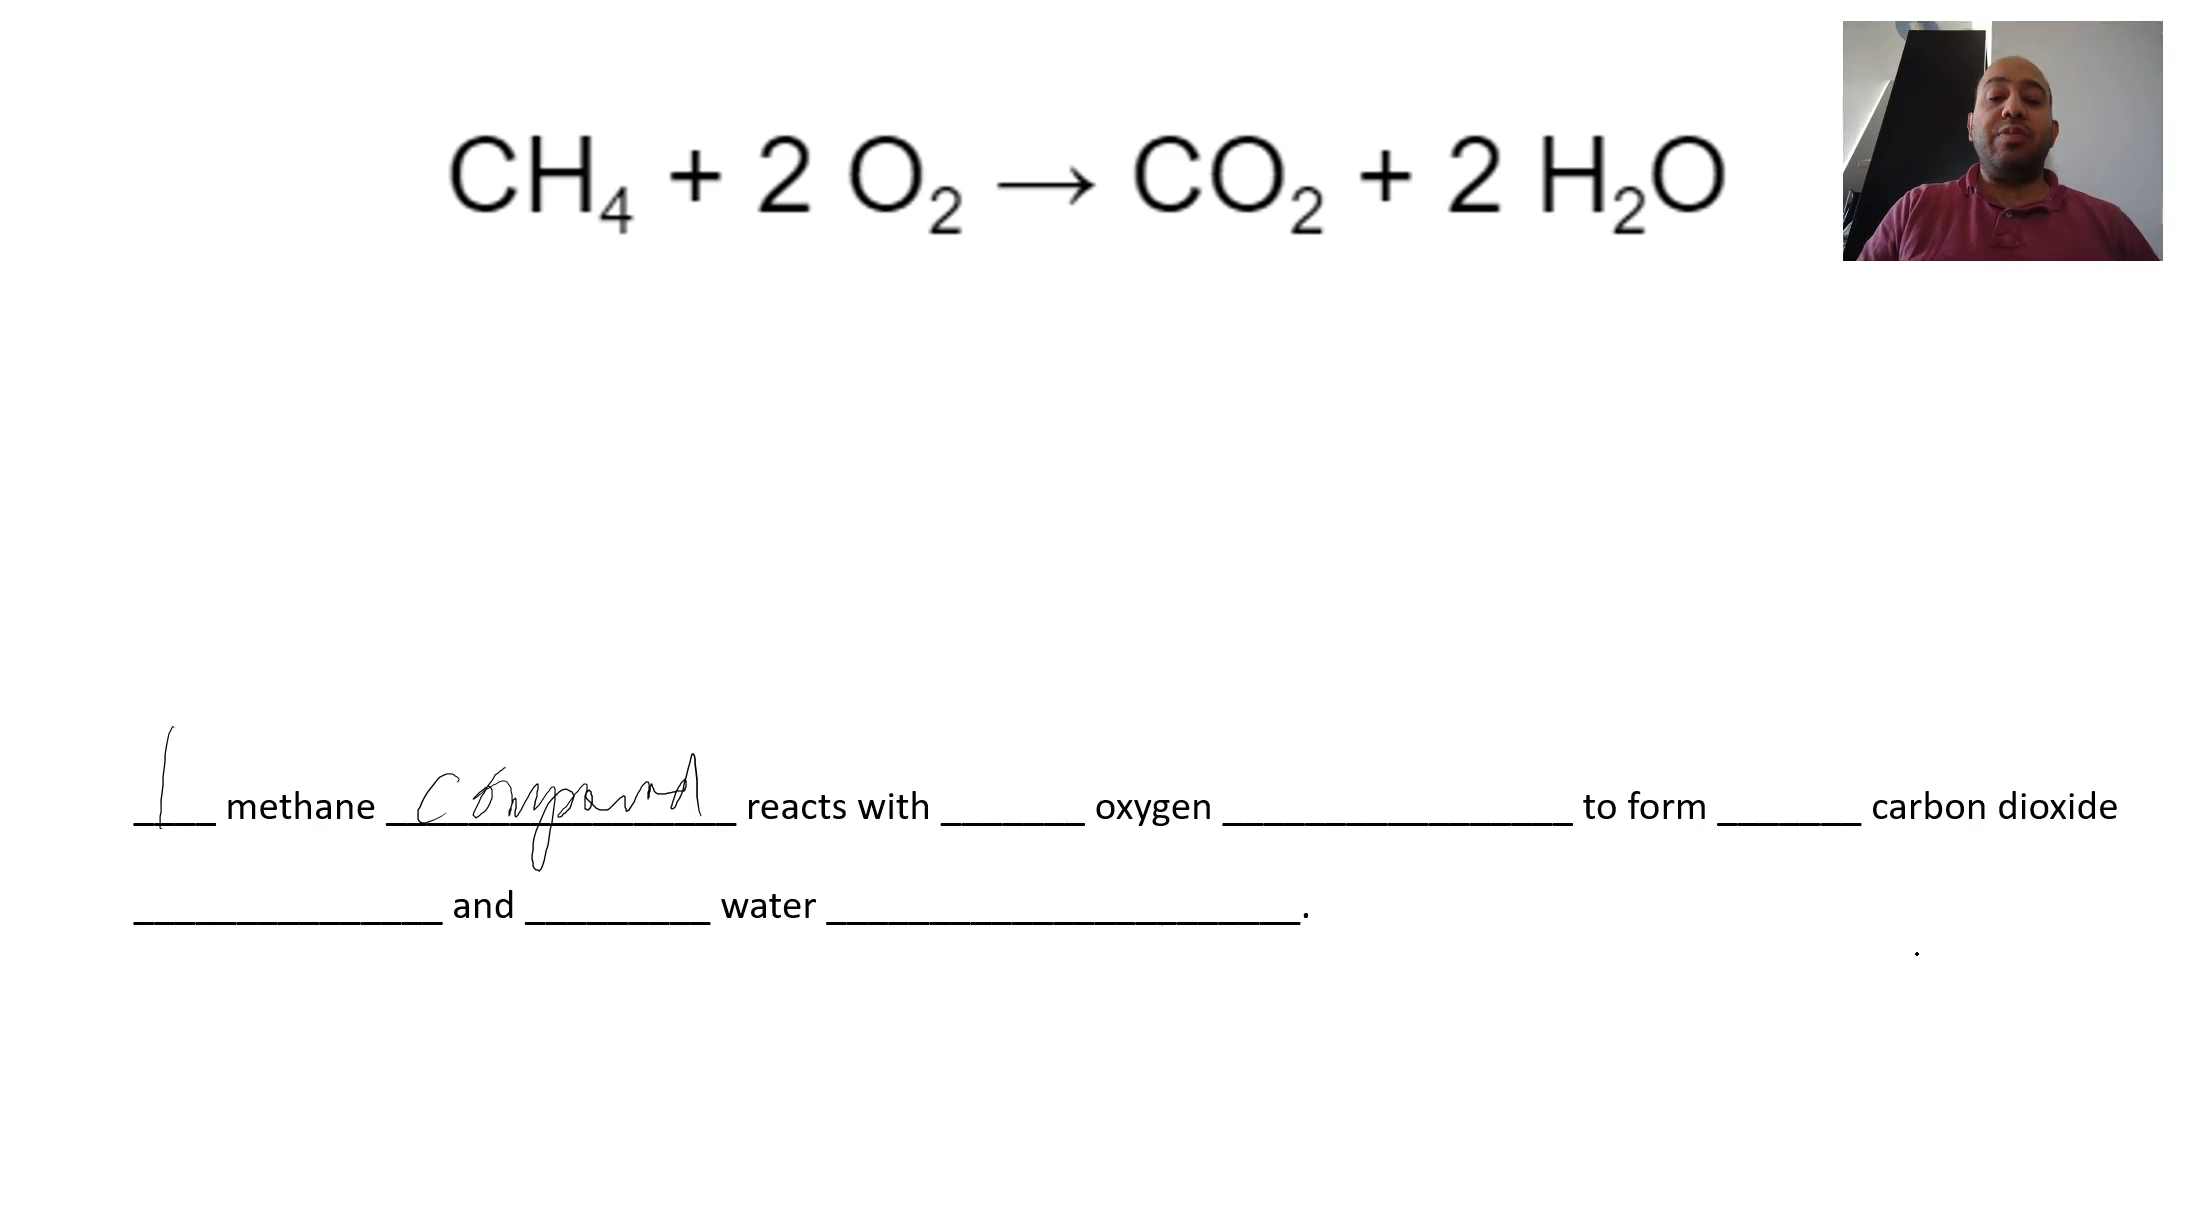 CH₄ + 2 O₂ → CO₂ + 2 H₂O
1 methane compound reacts with _______ oxygen _________________ to form _______ carbon dioxide
_______________ and _________ water _______________________.